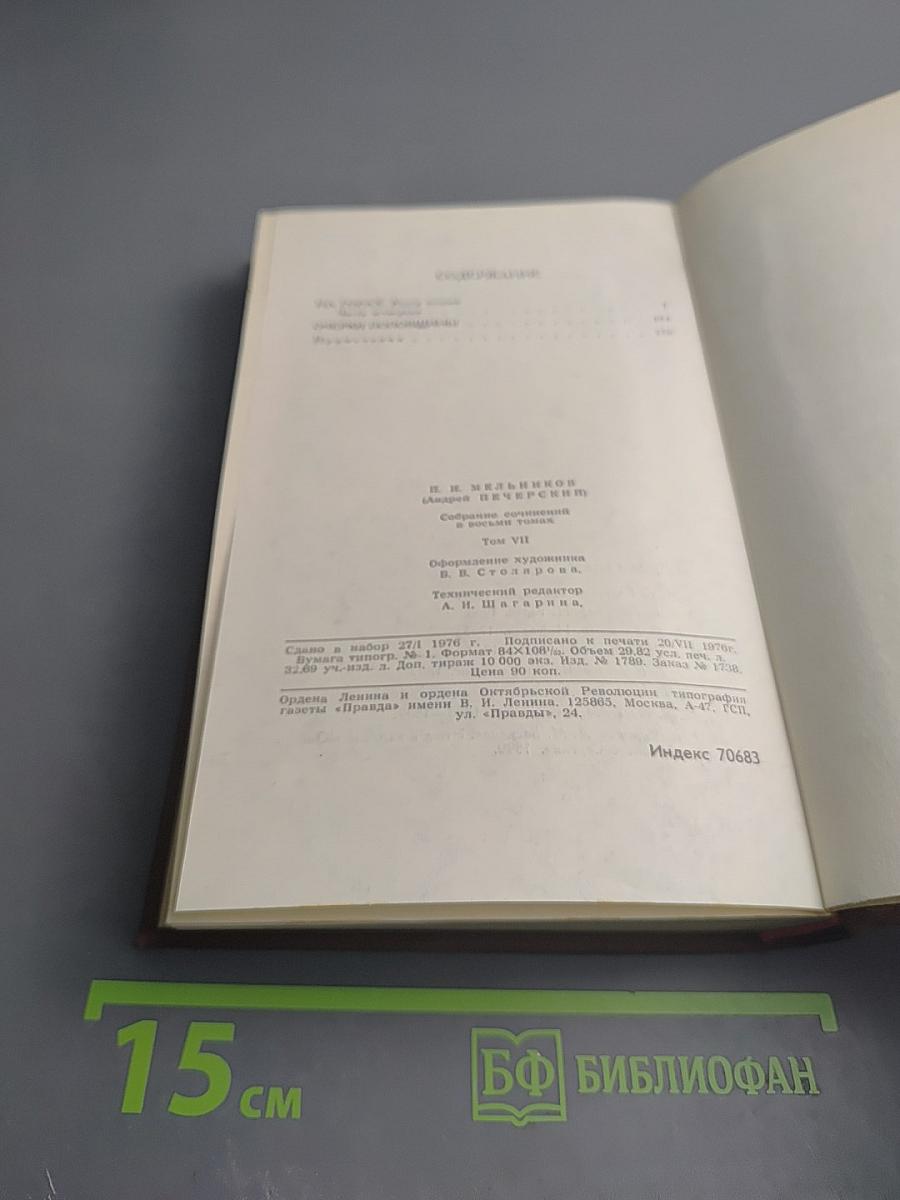 СОДЕРЖАНИЕ
П. И. МЕЛЬНИКОВ
(Андрей ПЕЧЕРСКИЙ)
Собрание сочинений
в восьми томах
Том VII
Оформление художника
В. В. Столярова.
Технический редактор
А. И. Шагарина.
Сдано в набор 27/I 1976 г. Подписано к печати 20/VII 1976г.
Бумага типогр. № 1. Формат 84×108¹/₃₂. Объем 29,82 усл. печ. л.
32,69 уч.-изд. л. Доп. тираж 10 000 экз. Изд. № 1789. Заказ № 1738.
Цена 90 коп.
Ордена Ленина и ордена Октябрьской Революции типография
газеты «Правда» имени В. И. Ленина. 125865, Москва, А-47, ГСП,
ул. «Правды», 24.
Индекс 70683
15 см
БФ БИБЛИОФАН